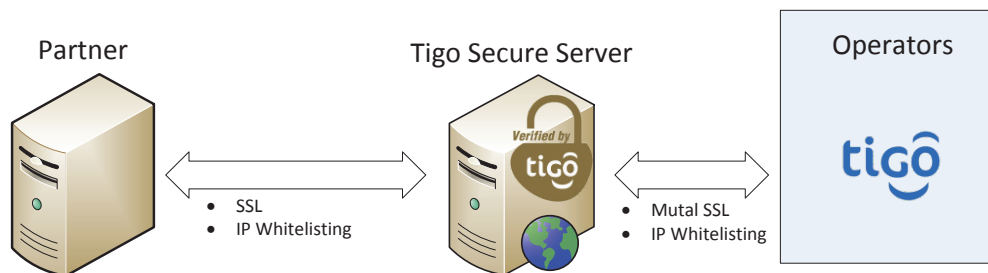 Partner
Tigo Secure Server
Operators
Verified by
tigo
tigo
• SSL
• IP Whitelisting
• Mutal SSL
• IP Whitelisting